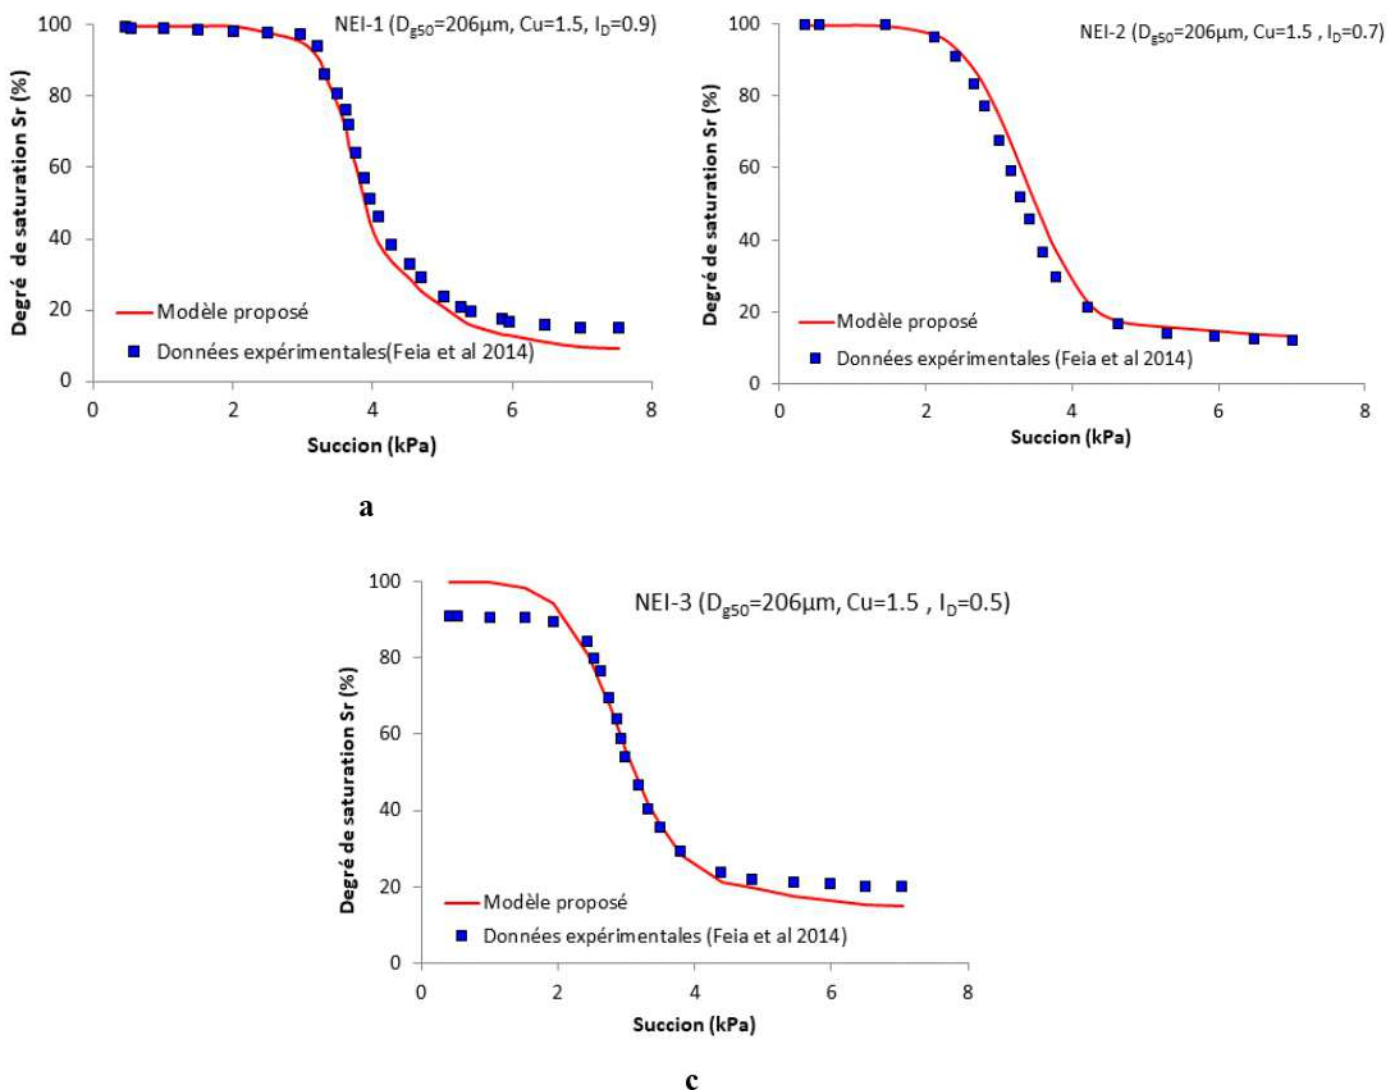 NEI-1 (Dg50=206µm, Cu=1.5, ID=0.9)
Degré de saturation Sr (%)
100
80
60
40
20
0
Modèle proposé
Données expérimentales(Feia et al 2014)
0 2 4 6 8
Succion (kPa)
a
NEI-2 (Dg50=206µm, Cu=1.5 , ID=0.7)
Degré de saturation Sr (%)
100
80
60
40
20
0
Modèle proposé
Données expérimentales (Feia et al 2014)
0 2 4 6 8
Succion (kPa)
NEI-3 (Dg50=206µm, Cu=1.5 , ID=0.5)
Degré de saturation Sr (%)
100
80
60
40
20
0
Modèle proposé
Données expérimentales (Feia et al 2014)
0 2 4 6 8
Succion (kPa)
c